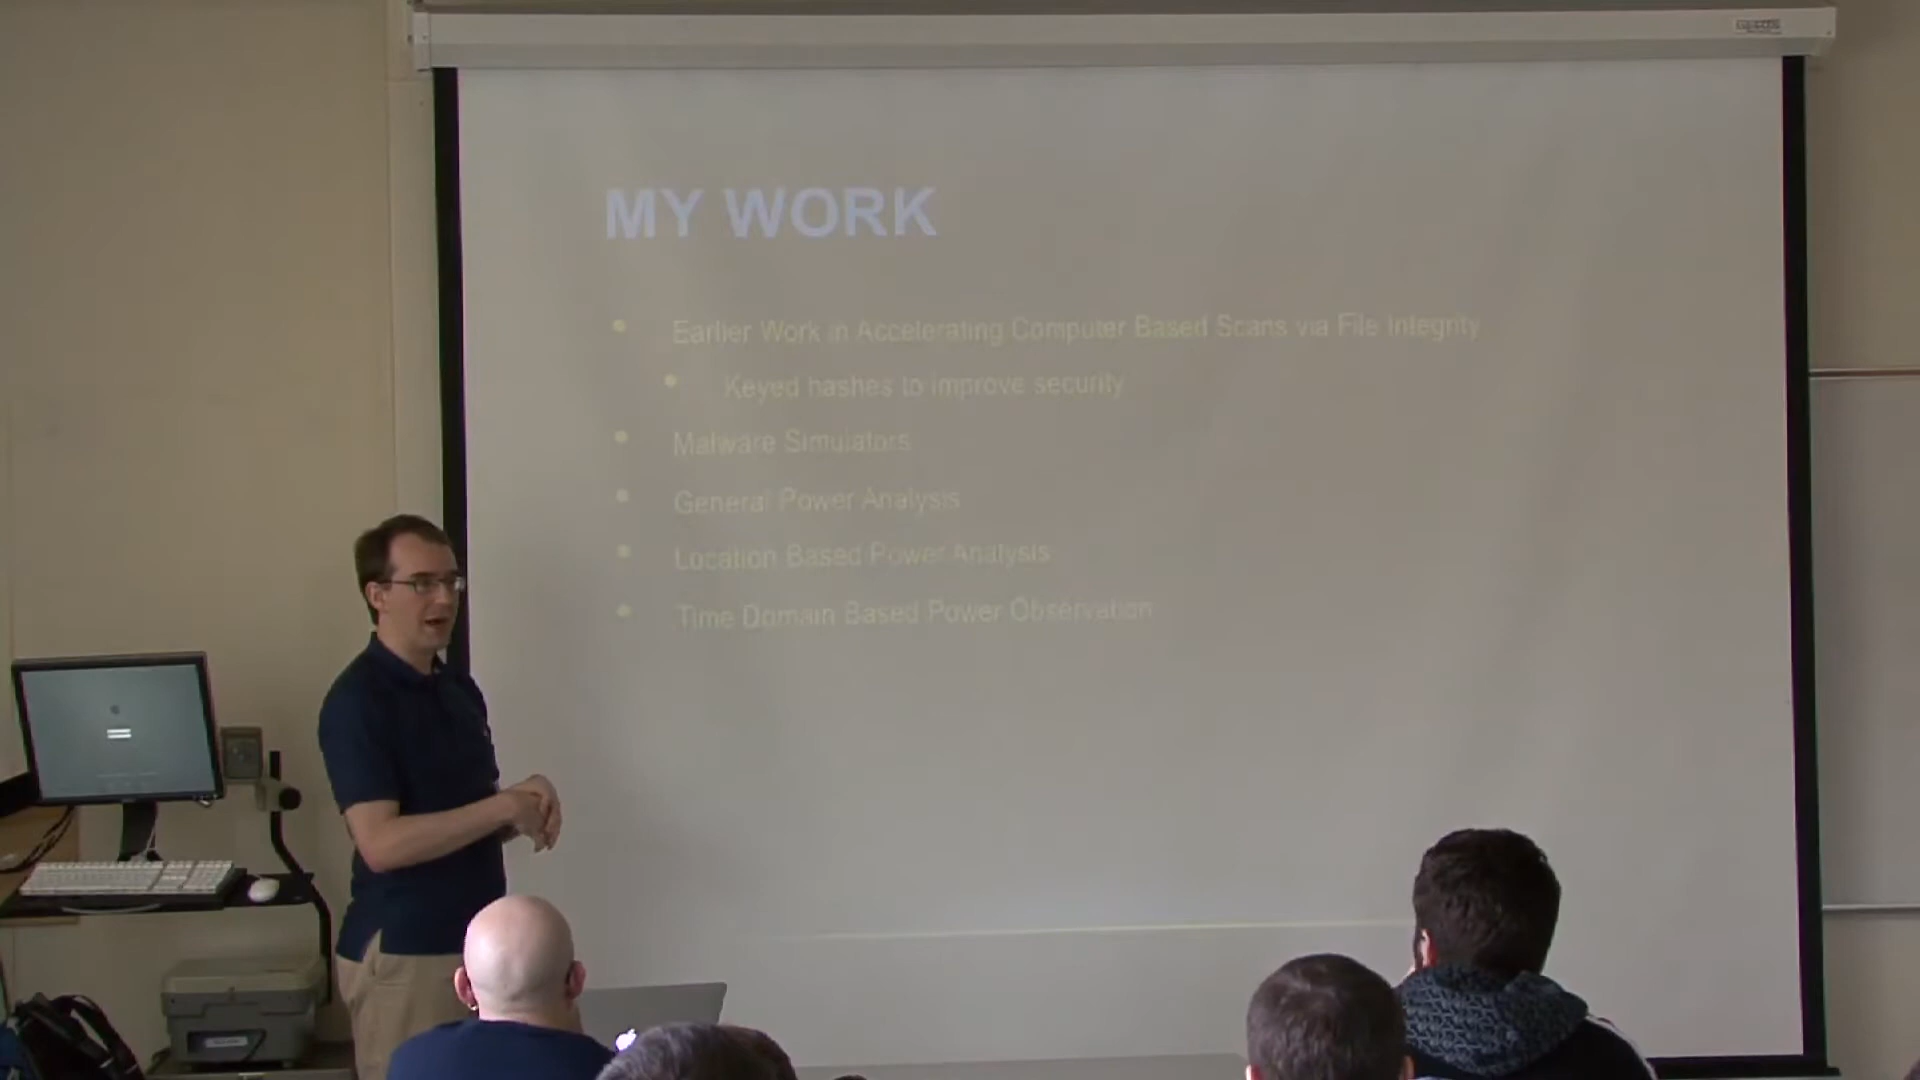 MY WORK
Earlier Work in Accelerating Computer Based Scans via File Integrity
Keyed hashes to improve security
Malware Simulators
General Power Analysis
Location Based Power Analysis
Time Domain Based Power Observation